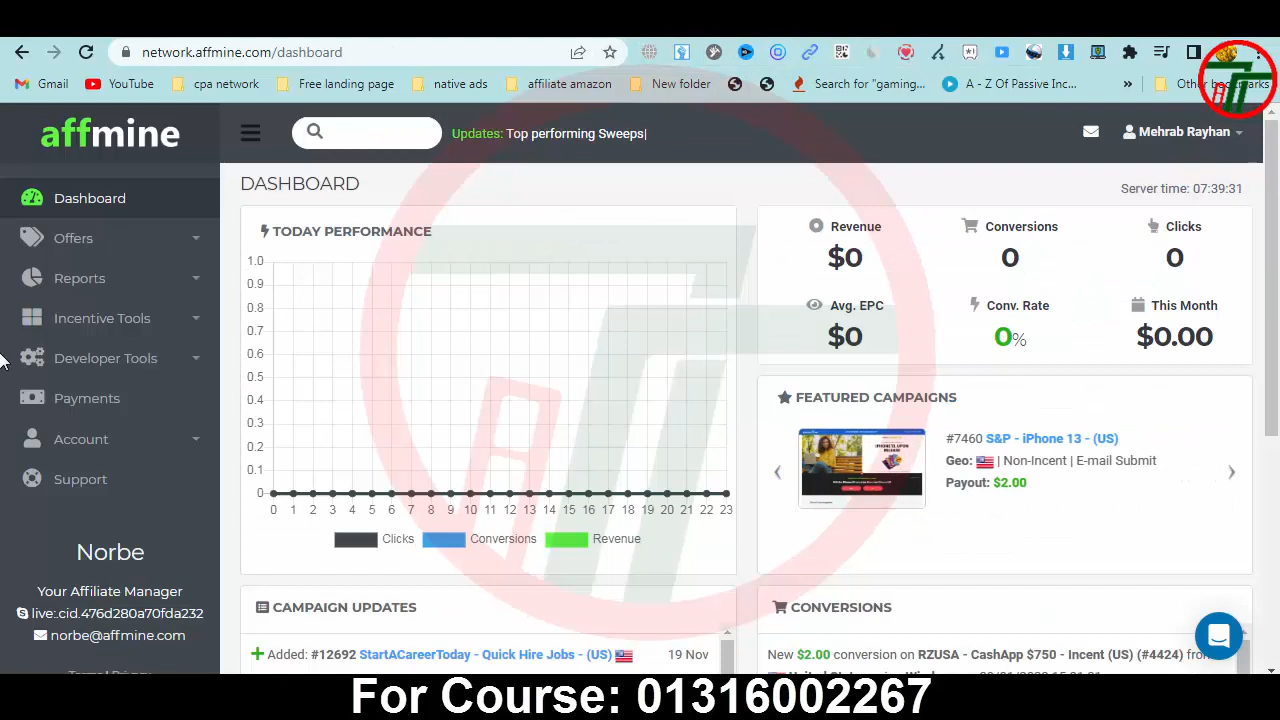 network.affmine.com/dashboard
Gmail
YouTube
cpa network
Free landing page
native ads
affiliate amazon
New folder
Search for "gaming...
A - Z Of Passive Inc...
»
Other bookmarks
affmine
Updates: Top performing Sweeps|
Mehrab Rayhan
Dashboard
Offers
Reports
Incentive Tools
Developer Tools
Payments
Account
Support
Norbe
Your Affiliate Manager
live:.cid.476d280a70fda232
norbe@affmine.com
DASHBOARD
Server time: 07:39:31
TODAY PERFORMANCE
1.0
0.9
0.8
0.7
0.6
0.5
0.4
0.3
0.2
0.1
0
0 1 2 3 4 5 6 7 8 9 10 11 12 13 14 15 16 17 18 19 20 21 22 23
Clicks Conversions Revenue
Revenue Conversions Clicks
$0 0 0
Avg. EPC Conv. Rate This Month
$0 0% $0.00
FEATURED CAMPAIGNS
#7460 S&P - iPhone 13 - (US)
Geo: | Non-Incent | E-mail Submit
Payout: $2.00
CAMPAIGN UPDATES
+ Added: #12692 StartACareerToday - Quick Hire Jobs - (US) 19 Nov
CONVERSIONS
New $2.00 conversion on RZUSA - CashApp $750 - Incent (US) (#4424) from
For Course: 01316002267